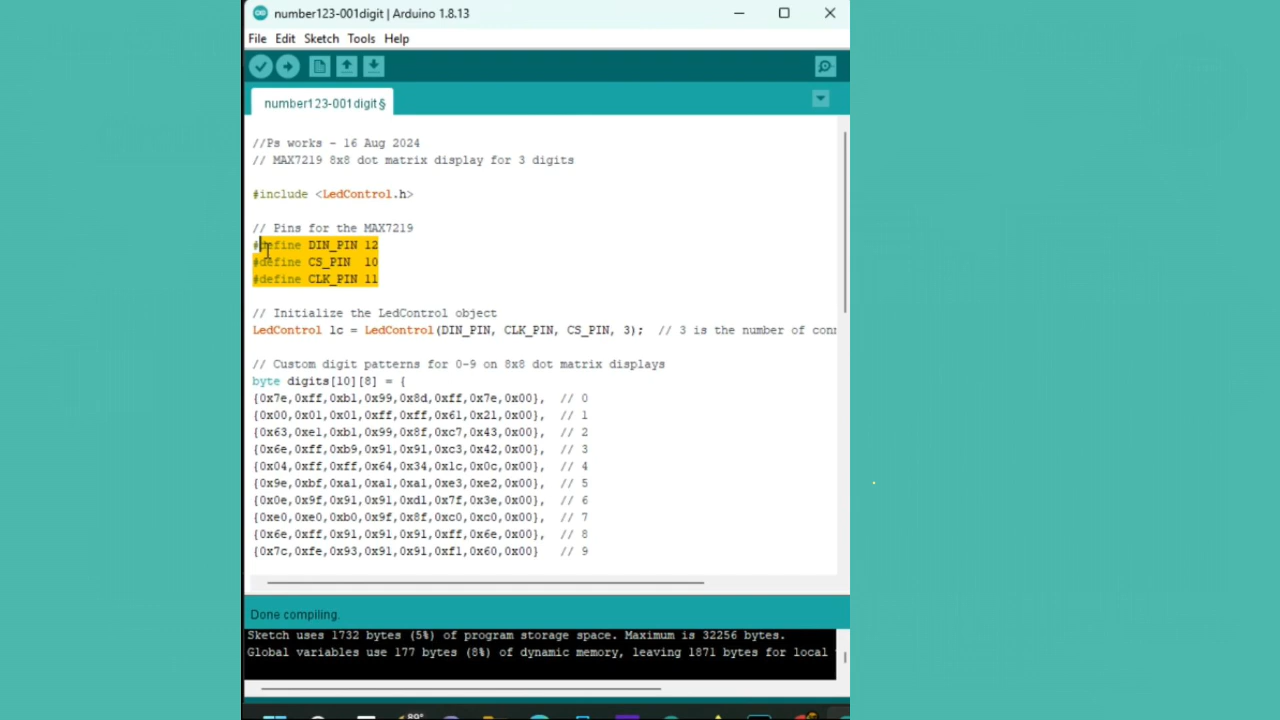 number123-001digit | Arduino 1.8.13
File Edit Sketch Tools Help
number123-001digit§
//Ps works - 16 Aug 2024
// MAX7219 8x8 dot matrix display for 3 digits
#include <LedControl.h>
// Pins for the MAX7219
#define DIN_PIN 12
#define CS_PIN  10
#define CLK_PIN 11
// Initialize the LedControl object
LedControl lc = LedControl(DIN_PIN, CLK_PIN, CS_PIN, 3);  // 3 is the number of con
// Custom digit patterns for 0-9 on 8x8 dot matrix displays
byte digits[10][8] = {
{0x7e,0xff,0xb1,0x99,0x8d,0xff,0x7e,0x00},  // 0
{0x00,0x01,0x01,0xff,0xff,0x61,0x21,0x00},  // 1
{0x63,0xe1,0xb1,0x99,0x8f,0xc7,0x43,0x00},  // 2
{0x6e,0xff,0xb9,0x91,0x91,0xc3,0x42,0x00},  // 3
{0x04,0xff,0xff,0x64,0x34,0x1c,0x0c,0x00},  // 4
{0x9e,0xbf,0xa1,0xa1,0xa1,0xe3,0xe2,0x00},  // 5
{0x0e,0x9f,0x91,0x91,0xd1,0x7f,0x3e,0x00},  // 6
{0xe0,0xe0,0xb0,0x9f,0x8f,0xc0,0xc0,0x00},  // 7
{0x6e,0xff,0x91,0x91,0x91,0xff,0x6e,0x00},  // 8
{0x7c,0xfe,0x93,0x91,0x91,0xf1,0x60,0x00}   // 9
Done compiling.
Sketch uses 1732 bytes (5%) of program storage space. Maximum is 32256 bytes.
Global variables use 177 bytes (8%) of dynamic memory, leaving 1871 bytes for local
89°